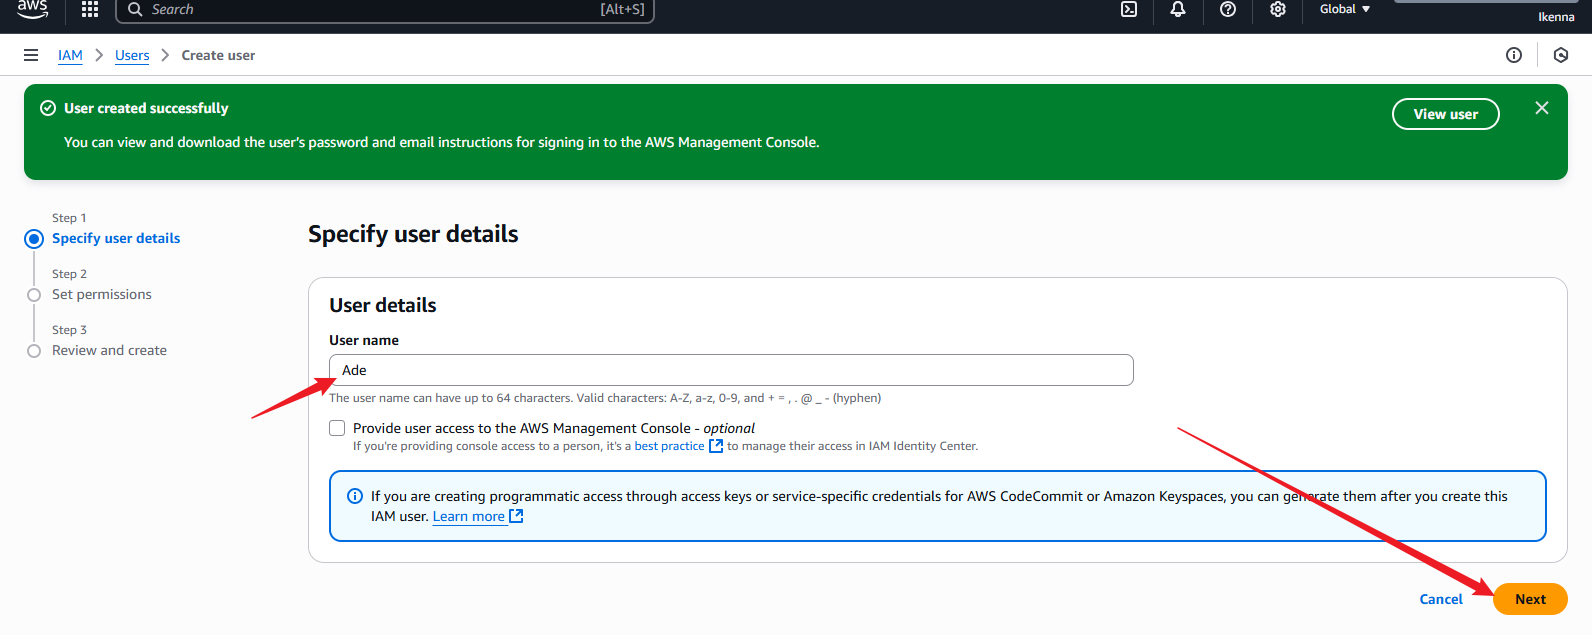 aws
Search [Alt+S]
Global
Ikenna
IAM > Users > Create user
User created successfully
You can view and download the user's password and email instructions for signing in to the AWS Management Console.
View user
Step 1
Specify user details
Step 2
Set permissions
Step 3
Review and create
Specify user details
User details
User name
Ade
The user name can have up to 64 characters. Valid characters: A-Z, a-z, 0-9, and + = , . @ _ - (hyphen)
Provide user access to the AWS Management Console - optional
If you're providing console access to a person, it's a best practice to manage their access in IAM Identity Center.
If you are creating programmatic access through access keys or service-specific credentials for AWS CodeCommit or Amazon Keyspaces, you can generate them after you create this
IAM user. Learn more
Cancel
Next